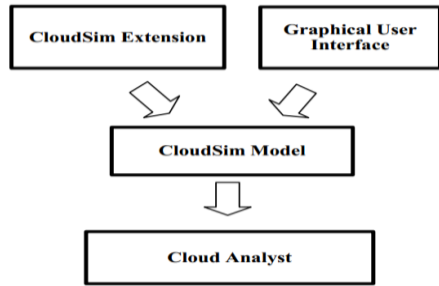 CloudSim Extension
Graphical User
Interface
CloudSim Model
Cloud Analyst